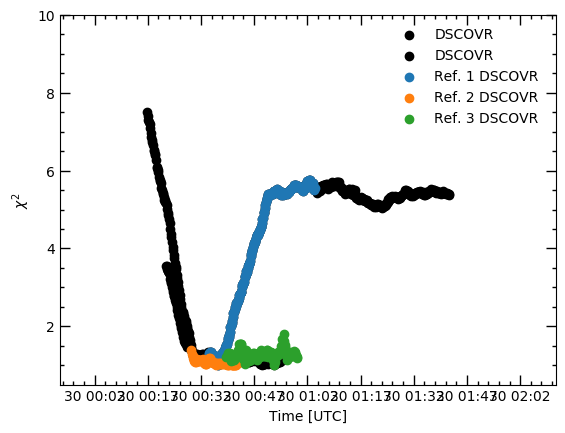 10
8
6
4
2
χ²
DSCOVR
DSCOVR
Ref. 1 DSCOVR
Ref. 2 DSCOVR
Ref. 3 DSCOVR
30 00:02 30 00:17 30 00:32 30 00:47 30 01:02 30 01:17 30 01:32 30 01:47 30 02:02
Time [UTC]